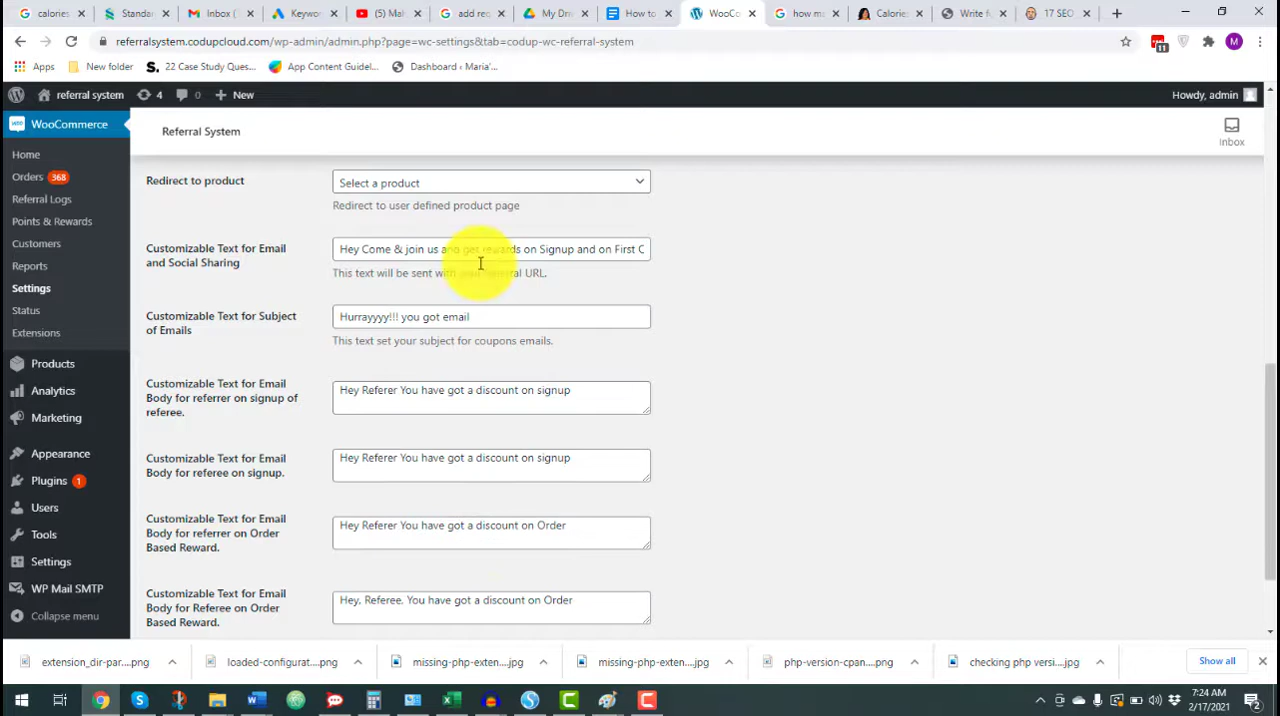 calories
Standar
Inbox (
Keywor
(5) Mal
add rec
My Dri
How to
WooCo
how mu
Calories
Write f
17 SEO
referralsystem.codupcloud.com/wp-admin/admin.php?page=wc-settings&tab=codup-wc-referral-system
11
M
Apps
New folder
22 Case Study Ques...
App Content Guidel...
Dashboard ‹ Maria'...
referral system
4
0
New
Howdy, admin
WooCommerce
Referral System
Inbox
Home
Orders 368
Referral Logs
Points & Rewards
Customers
Reports
Settings
Status
Extensions
Products
Analytics
Marketing
Appearance
Plugins 1
Users
Tools
Settings
WP Mail SMTP
Collapse menu
Redirect to product
Select a product
Redirect to user defined product page
Customizable Text for Email
and Social Sharing
Hey Come & join us and get rewards on Signup and on First C
This text will be sent with URL.
Customizable Text for Subject
of Emails
Hurrayyyy!!! you got email
This text set your subject for coupons emails.
Customizable Text for Email
Body for referrer on signup of
referee.
Hey Referer You have got a discount on signup
Customizable Text for Email
Body for referee on signup.
Hey Referer You have got a discount on signup
Customizable Text for Email
Body for referrer on Order
Based Reward.
Hey Referer You have got a discount on Order
Customizable Text for Email
Body for Referee on Order
Based Reward.
Hey, Referee. You have got a discount on Order
extension_dir-par....png
loaded-configurat....png
missing-php-exten....jpg
missing-php-exten....jpg
php-version-cpan....png
checking php versi....jpg
Show all
7:24 AM
2/17/2021
2